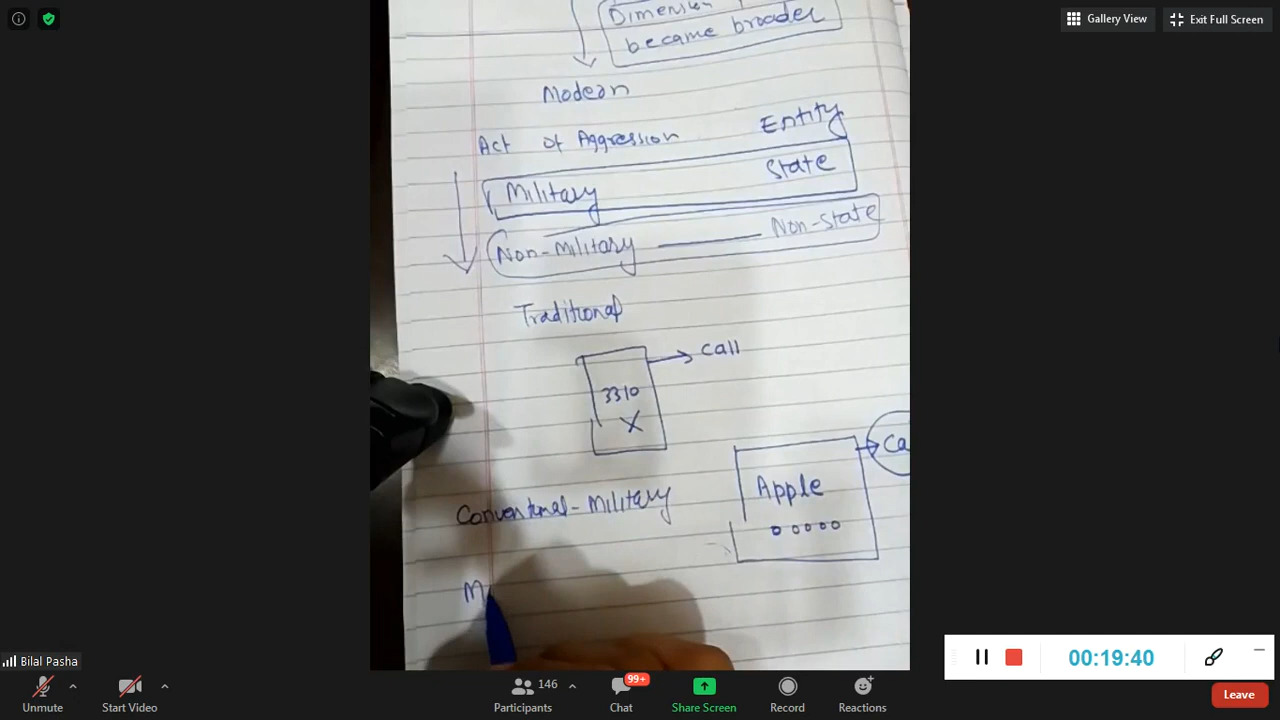 Gallery View
Exit Full Screen
Dimension
became broader
Modern
Act of Aggression Entity
Military State
Non-Military Non-State
Traditional
call
3310
X
Ca
Apple
Conventional-Military
M
Bilal Pasha
00:19:40
Unmute
Start Video
146
Participants
99+
Chat
Share Screen
Record
Reactions
Leave